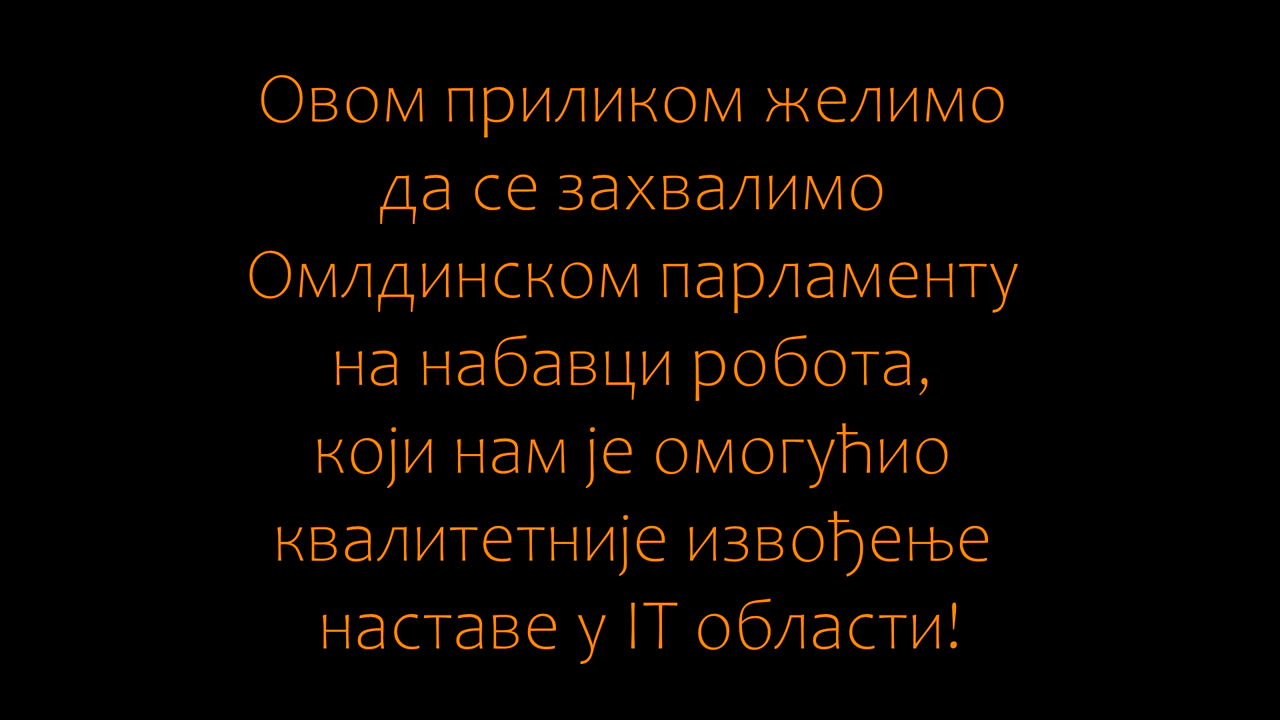 Овом приликом желимо
да се захвалимо
Омлдинском парламенту
на набавци робота,
који нам је омогућио
квалитетније извођење
наставе у IT области!